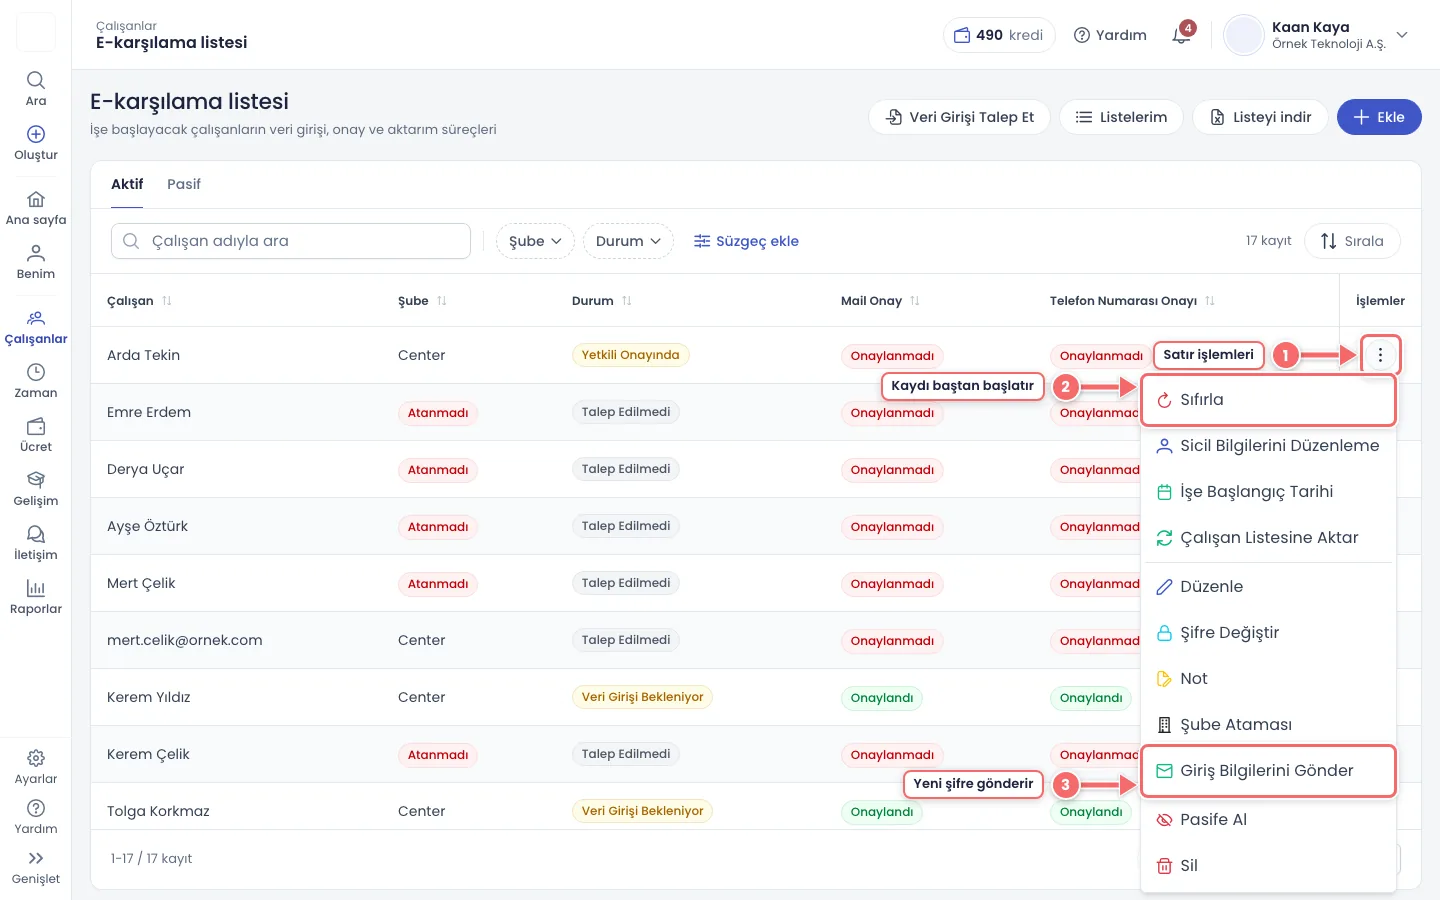 Çalışanlar
E-karşılama listesi
490 kredi
Yardım
4
Kaan Kaya
Örnek Teknoloji A.Ş.
Ara
Oluştur
Ana sayfa
Benim
Çalışanlar
Zaman
Ücret
Gelişim
İletişim
Raporlar
Ayarlar
Yardım
Genişlet
E-karşılama listesi
İşe başlayacak çalışanların veri girişi, onay ve aktarım süreçleri
Veri Girişi Talep Et
Listelerim
Listeyi indir
Ekle
Aktif Pasif
Çalışan adıyla ara
Şube
Durum
Süzgeç ekle
17 kayıt
Sırala
Çalışan Şube Durum Mail Onay Telefon Numarası Onayı İşlemler
Arda Tekin Center Yetkili Onayında Onaylanmadı Onaylanmadı
Satır işlemleri 1
Kaydı baştan başlatır 2
Emre Erdem Atanmadı Talep Edilmedi Onaylanmadı Onaylanmad
Derya Uçar Atanmadı Talep Edilmedi Onaylanmadı Onaylanmad
Ayşe Öztürk Atanmadı Talep Edilmedi Onaylanmadı Onaylanmad
Mert Çelik Atanmadı Talep Edilmedi Onaylanmadı Onaylanmad
mert.celik@ornek.com Center Talep Edilmedi Onaylanmadı Onaylanmad
Kerem Yıldız Center Veri Girişi Bekleniyor Onaylandı Onaylandı
Kerem Çelik Atanmadı Talep Edilmedi Onaylanmadı Onaylanmad
Yeni şifre gönderir 3
Tolga Korkmaz Center Veri Girişi Bekleniyor Onaylandı Onaylandı
1-17 / 17 kayıt
Sıfırla
Sicil Bilgilerini Düzenleme
İşe Başlangıç Tarihi
Çalışan Listesine Aktar
Düzenle
Şifre Değiştir
Not
Şube Ataması
Giriş Bilgilerini Gönder
Pasife Al
Sil